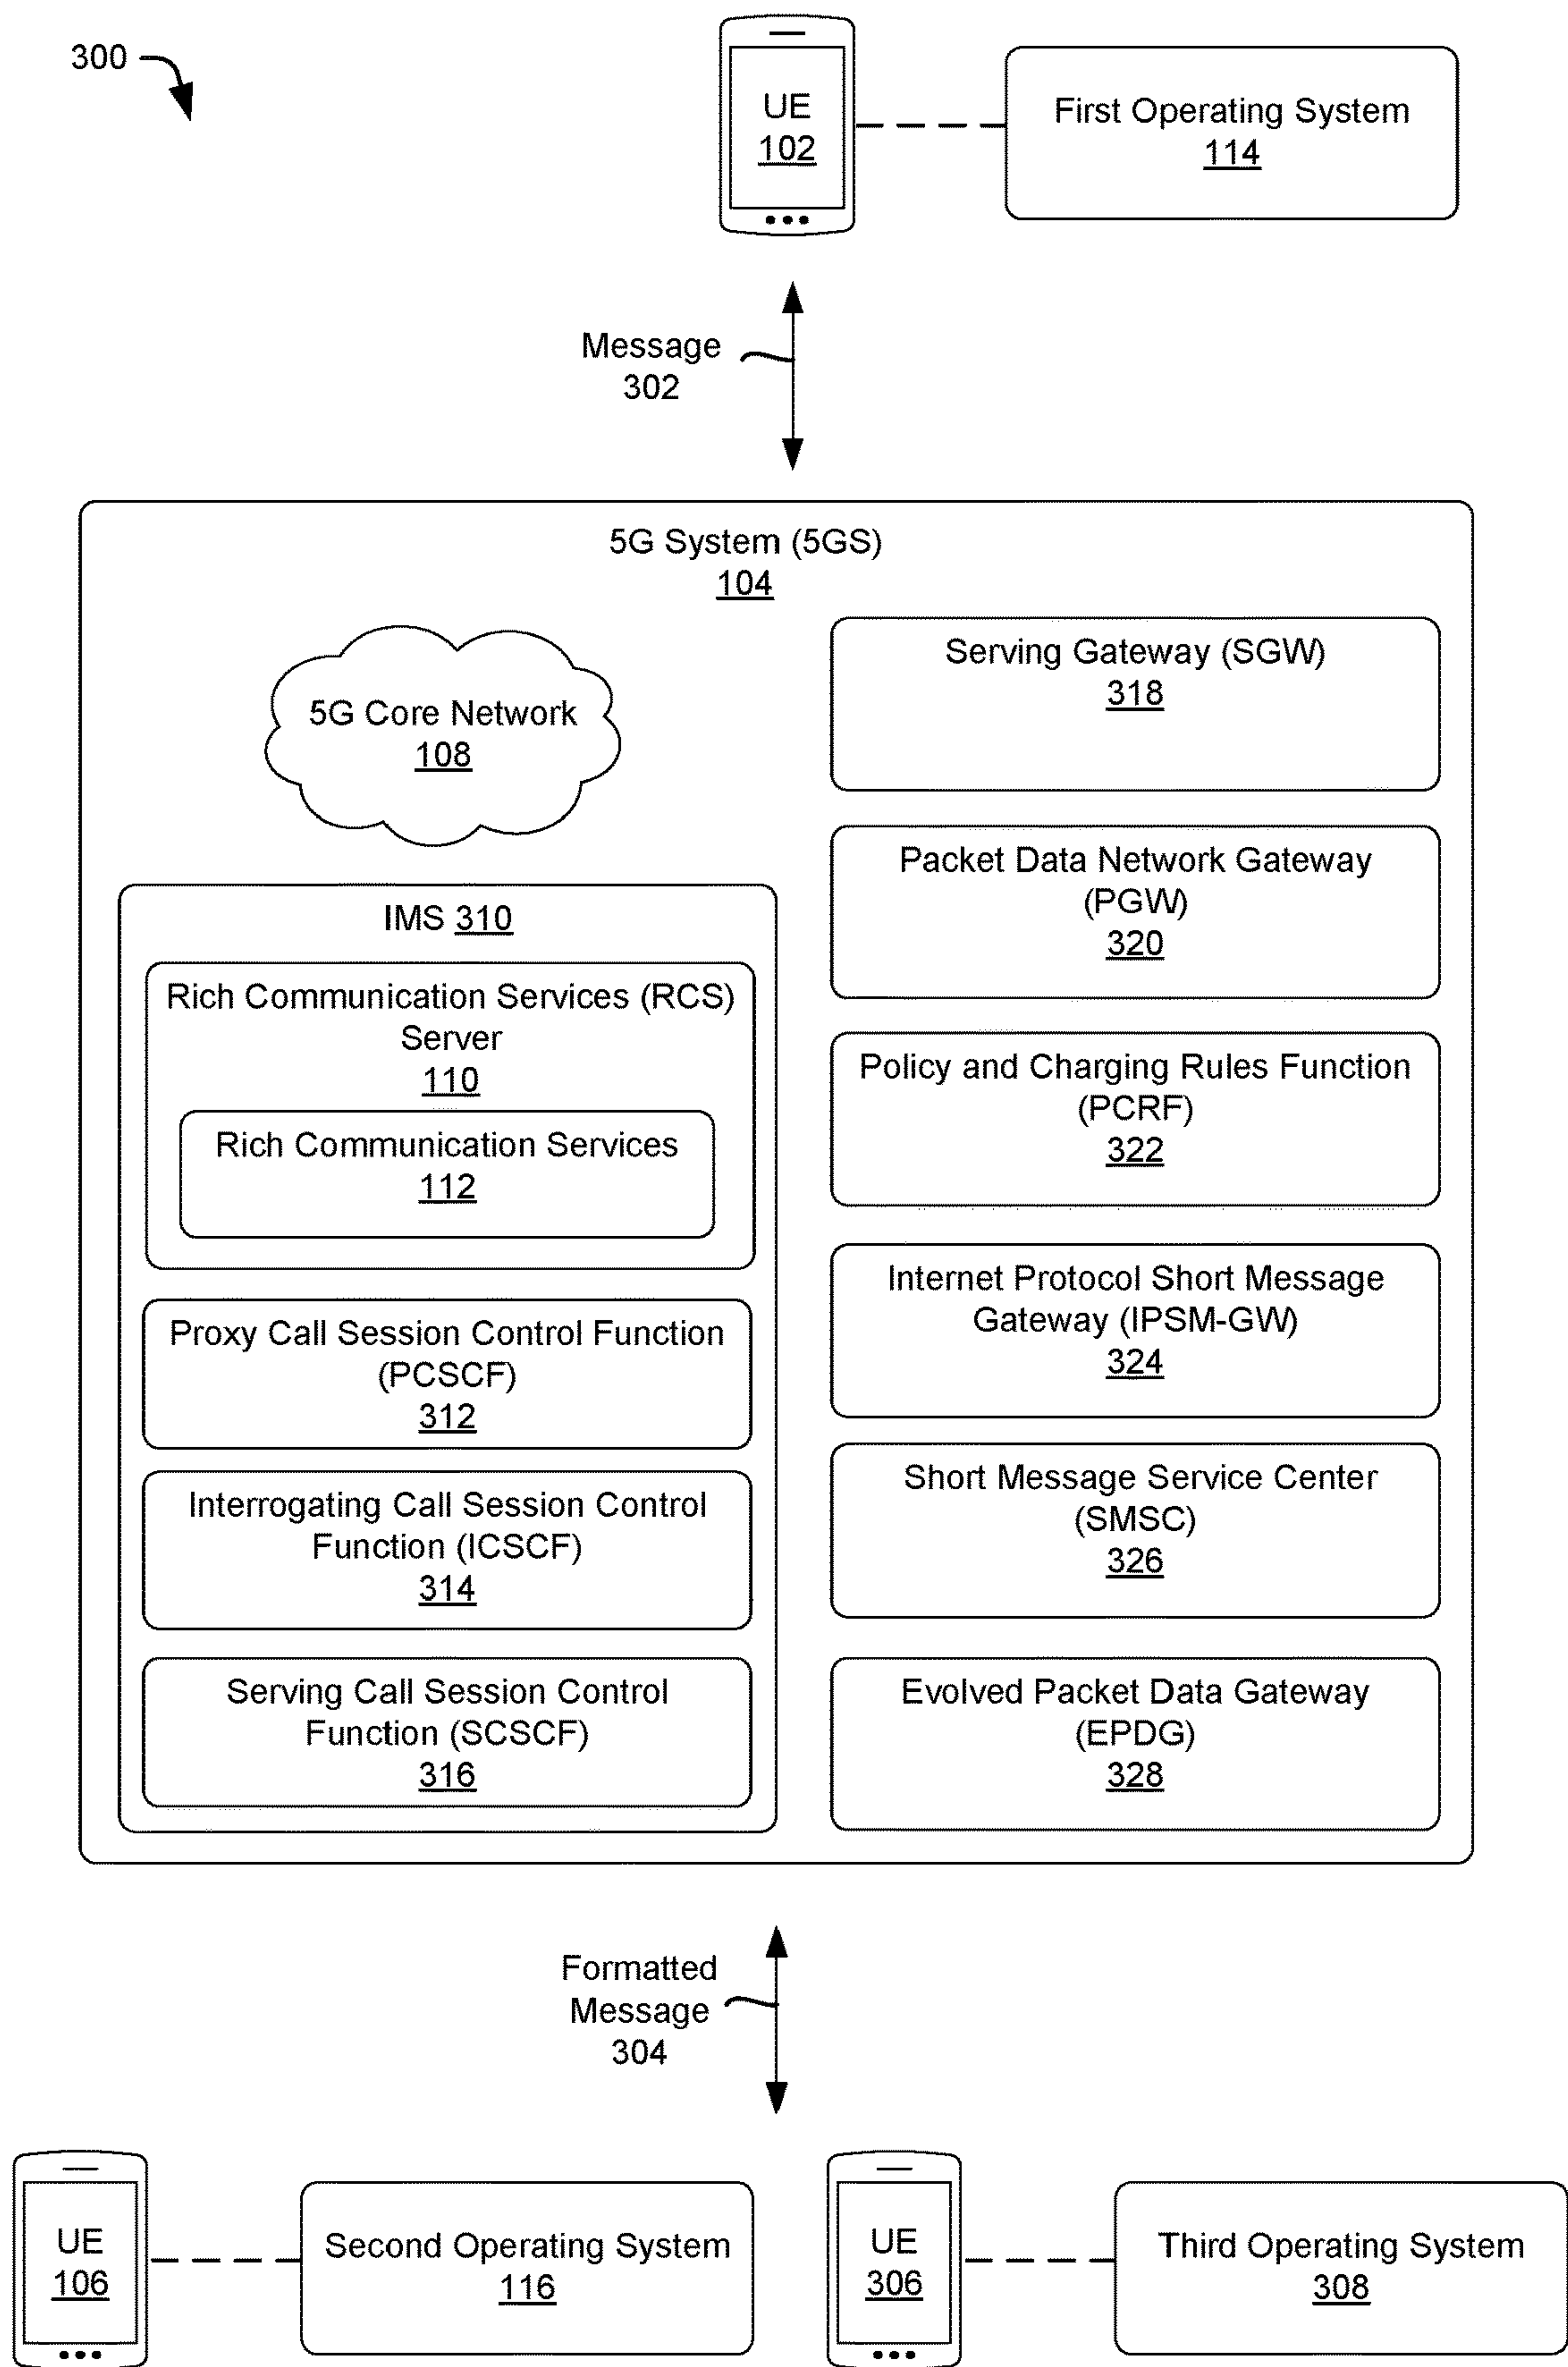 300
UE
102
First Operating System
114
Message
302
5G System (5GS)
104
5G Core Network
108
IMS 310
Rich Communication Services (RCS)
Server
110
Rich Communication Services
112
Proxy Call Session Control Function
(PCSCF)
312
Interrogating Call Session Control
Function (ICSCF)
314
Serving Call Session Control
Function (SCSCF)
316
Serving Gateway (SGW)
318
Packet Data Network Gateway
(PGW)
320
Policy and Charging Rules Function
(PCRF)
322
Internet Protocol Short Message
Gateway (IPSM-GW)
324
Short Message Service Center
(SMSC)
326
Evolved Packet Data Gateway
(EPDG)
328
Formatted
Message
304
UE
106
Second Operating System
116
UE
306
Third Operating System
308